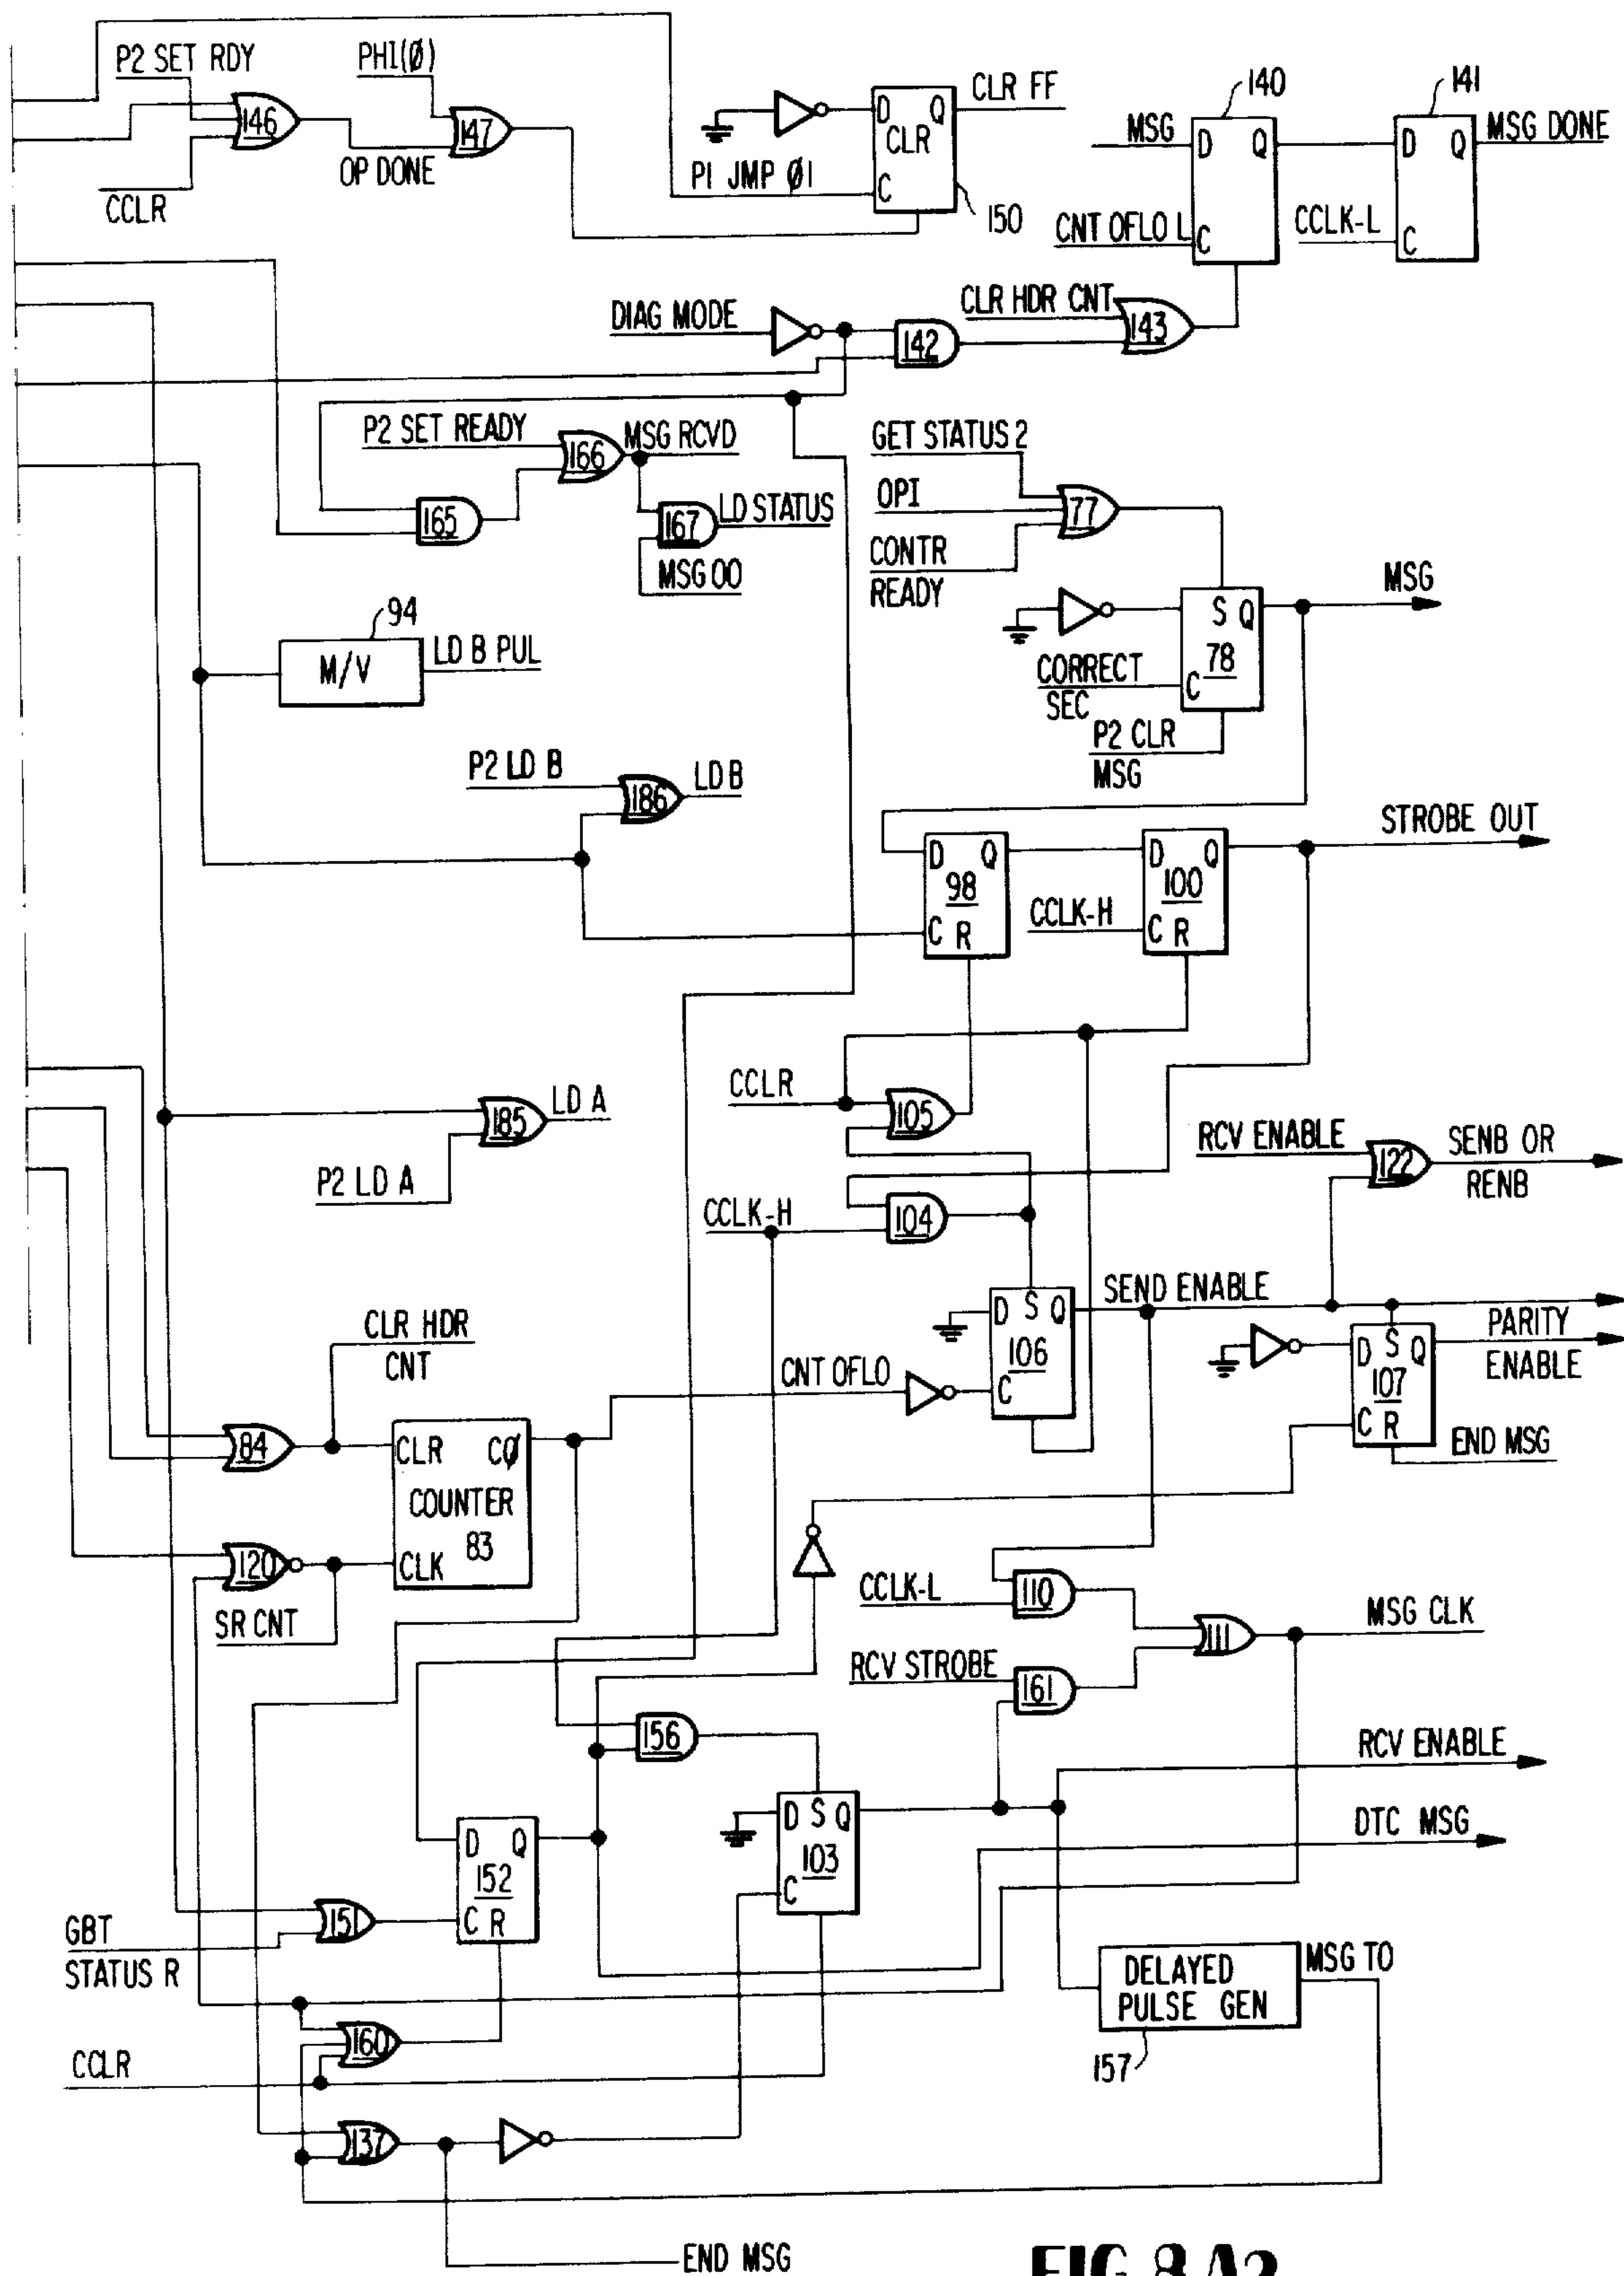 P2 SET RDY
PHI(Ø)
146
147
CCLR
OP DONE
D Q
CLR
C
CLR FF
PI JMP Ø1
150
140
141
MSG
D Q
C
D Q
C
MSG DONE
CNT OFLO L
CCLK-L
DIAG MODE
142
CLR HDR CNT
143
P2 SET READY
166
MSG RCVD
165
167
LD STATUS
MSG 00
GET STATUS 2
OPI
77
CONTR
READY
MSG
S Q
78
C
CORRECT
SEC
P2 CLR
MSG
94
M/V
LD B PUL
P2 LD B
186
LD B
STROBE OUT
D Q
98
C R
D Q
100
C R
CCLK-H
CCLR
105
185
LD A
P2 LD A
RCV ENABLE
122
SENB OR
RENB
CCLK-H
104
SEND ENABLE
D S Q
106
C
PARITY
ENABLE
D S Q
107
C R
END MSG
CLR HDR
CNT
CNT OFLO
84
CLR CØ
COUNTER
83
CLK
120
SR CNT
CCLK-L
110
111
MSG CLK
RCV STROBE
161
156
RCV ENABLE
D S Q
103
C
DTC MSG
D Q
152
C R
151
GBT
STATUS R
DELAYED
PULSE GEN
MSG TO
157
160
CCLR
137
END MSG
FIG. 8 A2